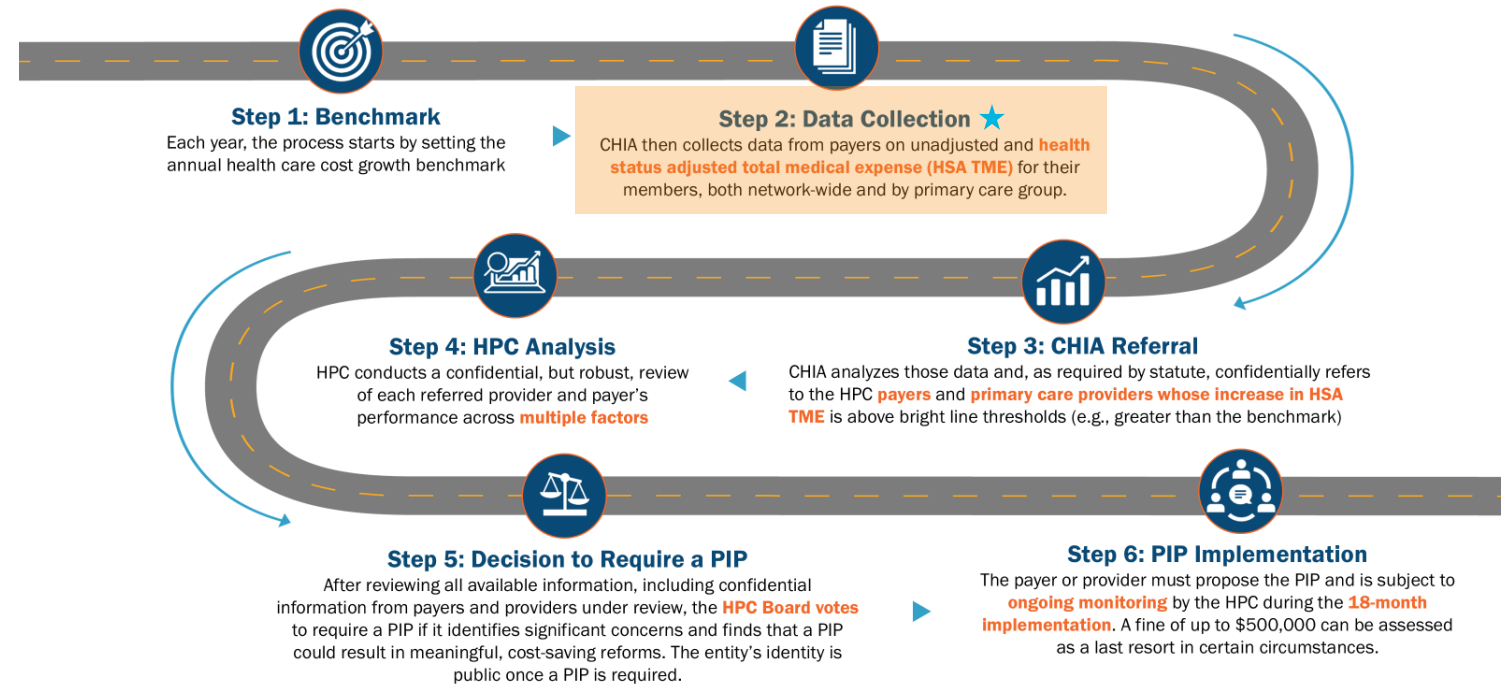 Step 1: Benchmark
Each year, the process starts by setting the
annual health care cost growth benchmark
Step 2: Data Collection
CHIA then collects data from payers on unadjusted and health
status adjusted total medical expense (HSA TME) for their
members, both network-wide and by primary care group.
Step 3: CHIA Referral
CHIA analyzes those data and, as required by statute, confidentially refers
to the HPC payers and primary care providers whose increase in HSA
TME is above bright line thresholds (e.g., greater than the benchmark)
Step 4: HPC Analysis
HPC conducts a confidential, but robust, review
of each referred provider and payer's
performance across multiple factors
Step 5: Decision to Require a PIP
After reviewing all available information, including confidential
information from payers and providers under review, the HPC Board votes
to require a PIP if it identifies significant concerns and finds that a PIP
could result in meaningful, cost-saving reforms. The entity's identity is
public once a PIP is required.
Step 6: PIP Implementation
The payer or provider must propose the PIP and is subject to
ongoing monitoring by the HPC during the 18-month
implementation. A fine of up to $500,000 can be assessed
as a last resort in certain circumstances.